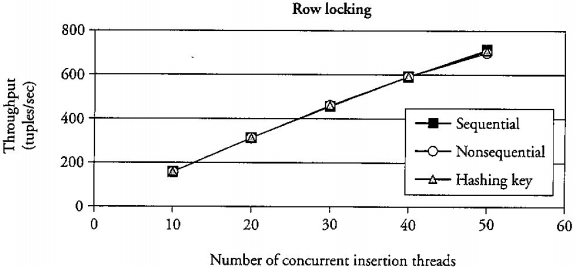 Row locking
Throughput
(tuples/sec)
800
600
400
200
0
0 10 20 30 40 50 60
Sequential
Nonsequential
Hashing key
Number of concurrent insertion threads